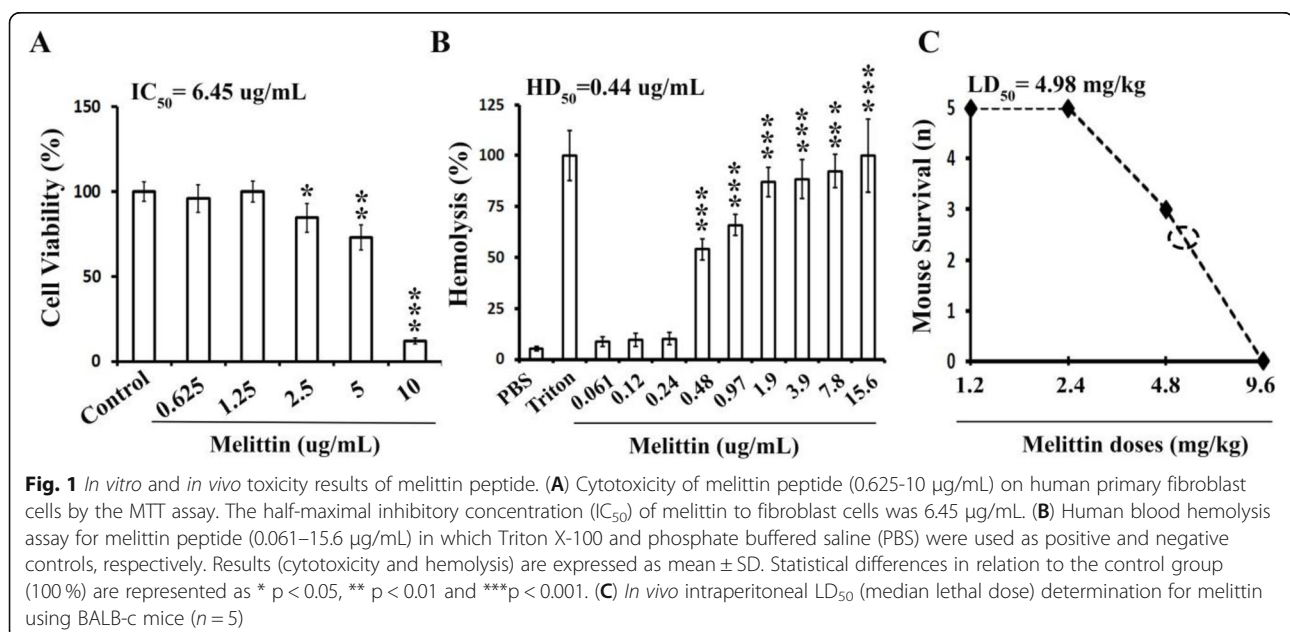 A
IC50= 6.45 ug/mL
Cell Viability (%)
150
100
50
0
* ** ***
Control 0.625 1.25 2.5 5 10
Melittin (ug/mL)
B
HD50=0.44 ug/mL
Hemolysis (%)
125
100
75
50
25
0
*** *** *** *** *** ***
PBS Triton 0.061 0.12 0.24 0.48 0.97 1.9 3.9 7.8 15.6
Melittin (ug/mL)
C
LD50= 4.98 mg/kg
Mouse Survival (n)
5
4
3
2
1
0
1.2 2.4 4.8 9.6
Melittin doses (mg/kg)
Fig. 1 In vitro and in vivo toxicity results of melittin peptide. (A) Cytotoxicity of melittin peptide (0.625-10 µg/mL) on human primary fibroblast
cells by the MTT assay. The half-maximal inhibitory concentration (IC50) of melittin to fibroblast cells was 6.45 µg/mL. (B) Human blood hemolysis
assay for melittin peptide (0.061–15.6 µg/mL) in which Triton X-100 and phosphate buffered saline (PBS) were used as positive and negative
controls, respectively. Results (cytotoxicity and hemolysis) are expressed as mean ± SD. Statistical differences in relation to the control group
(100 %) are represented as * p < 0.05, ** p < 0.01 and ***p < 0.001. (C) In vivo intraperitoneal LD50 (median lethal dose) determination for melittin
using BALB-c mice (n = 5)